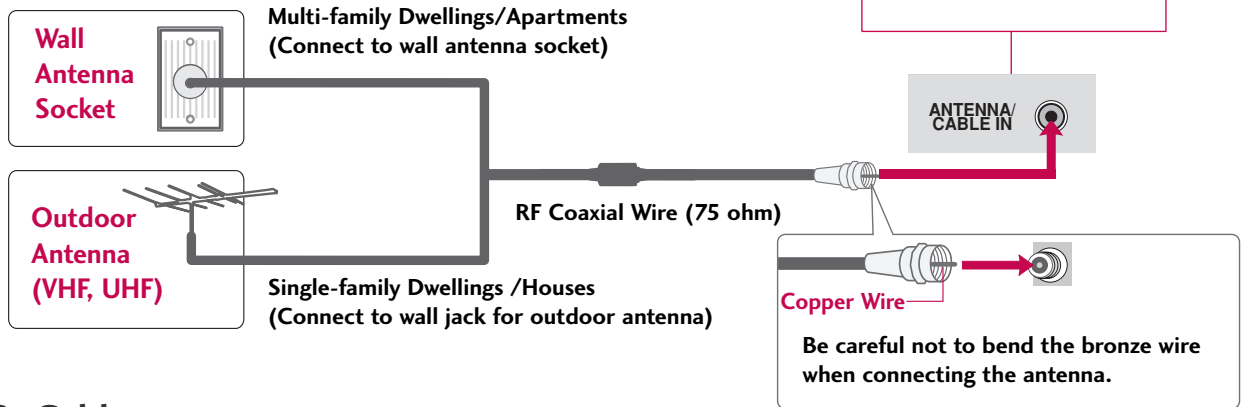 Multi-family Dwellings/Apartments
(Connect to wall antenna socket)
Wall
Antenna
Socket
ANTENNA/
CABLE IN
RF Coaxial Wire (75 ohm)
Outdoor
Antenna
(VHF, UHF)
Single-family Dwellings /Houses
(Connect to wall jack for outdoor antenna)
Copper Wire
Be careful not to bend the bronze wire
when connecting the antenna.